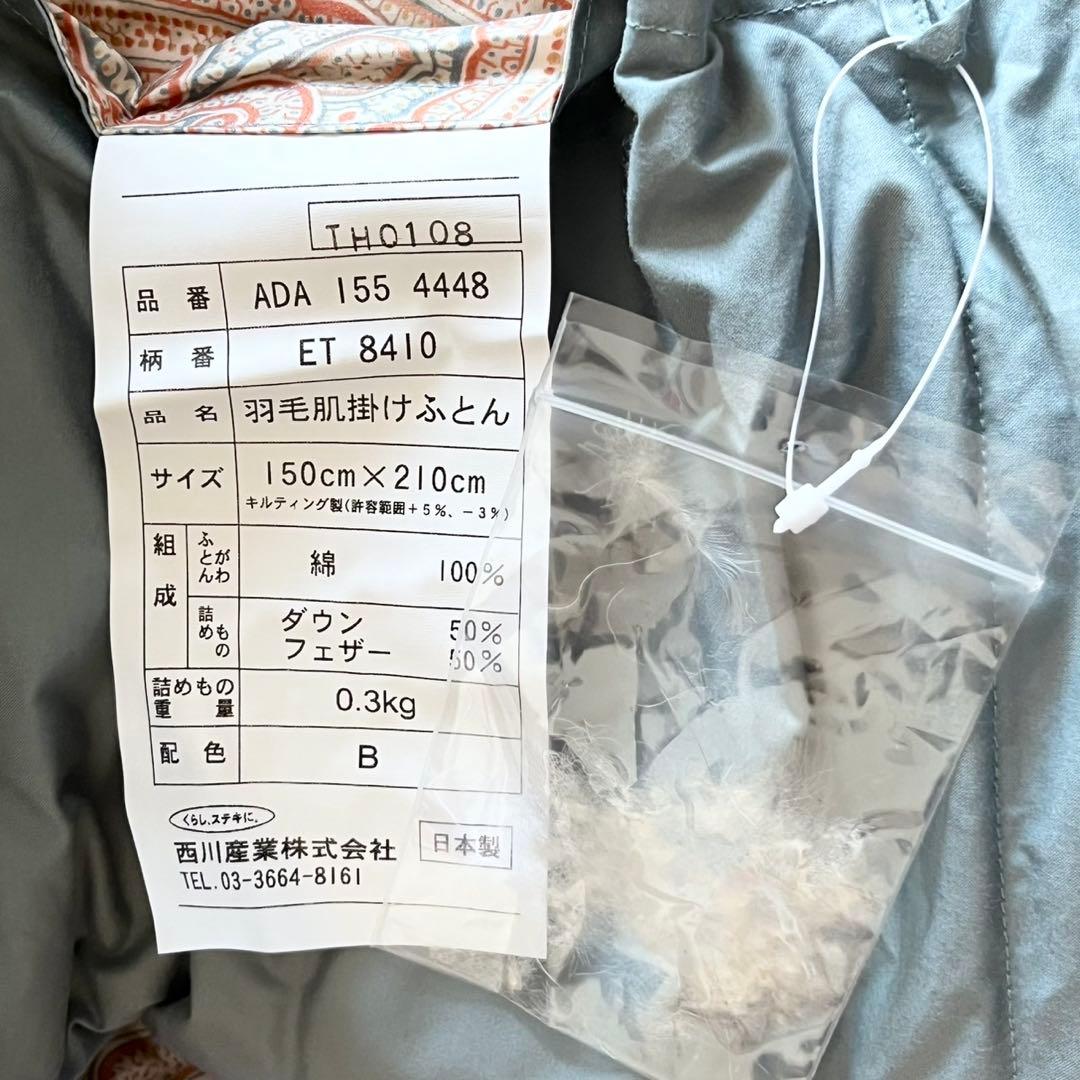 TH0108
品番 ADA 155 4448
柄番 ET 8410
品名 羽毛肌掛けふとん
サイズ 150cm×210cm
キルティング製(許容範囲+5%、-3%)
組成 ふとんがわ 綿 100%
詰めもの ダウン 50%
フェザー 50%
詰めもの重量 0.3kg
配色 B
くらし、ステキに。
西川産業株式会社
日本製
TEL.03-3664-8161